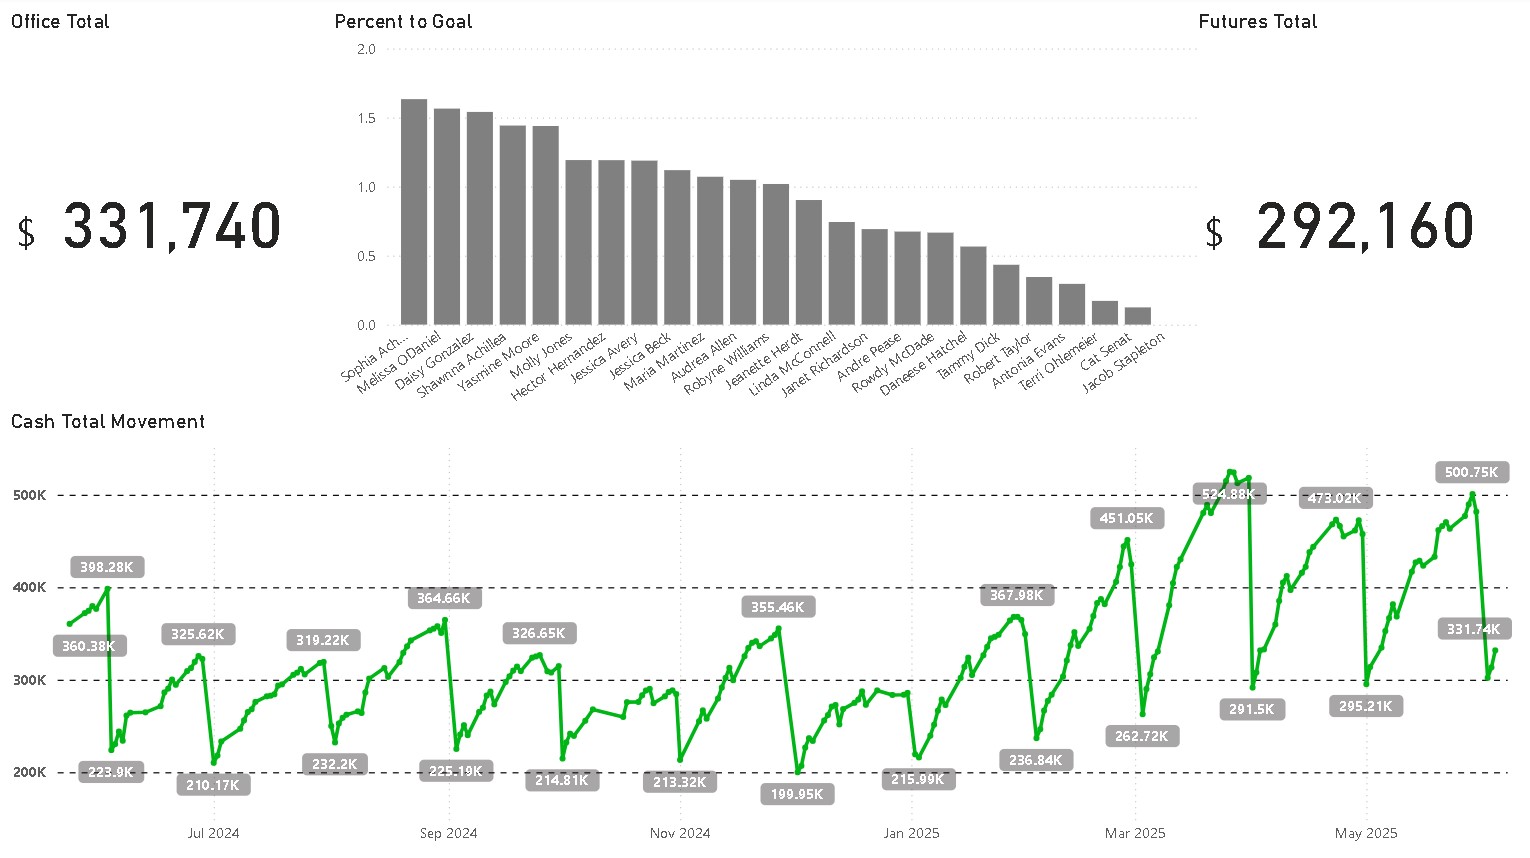 Office Total
Percent to Goal
Futures Total
2.0
1.5
1.0
0.5
0.0
$ 331,740
$ 292,160
Sophia Ach...
Melissa ODaniel
Daisy Gonzalez
Shawnna Achillea
Yasmine Moore
Molly Jones
Hector Hernandez
Jessica Avery
Jessica Beck
Maria Martinez
Audrea Allen
Robyne Williams
Jeanette Herdt
Linda McConnell
Janet Richardson
Andre Pease
Rowdy McDade
Daneese Hatchel
Tammy Dick
Robert Taylor
Antonia Evans
Terri Ohlemeier
Cat Senat
Jacob Stapleton
Cash Total Movement
500K
400K
300K
200K
360.38K
398.28K
223.9K
325.62K
210.17K
319.22K
232.2K
364.66K
225.19K
326.65K
214.81K
213.32K
355.46K
199.95K
215.99K
367.98K
236.84K
451.05K
262.72K
524.88K
291.5K
473.02K
295.21K
500.75K
331.74K
Jul 2024
Sep 2024
Nov 2024
Jan 2025
Mar 2025
May 2025